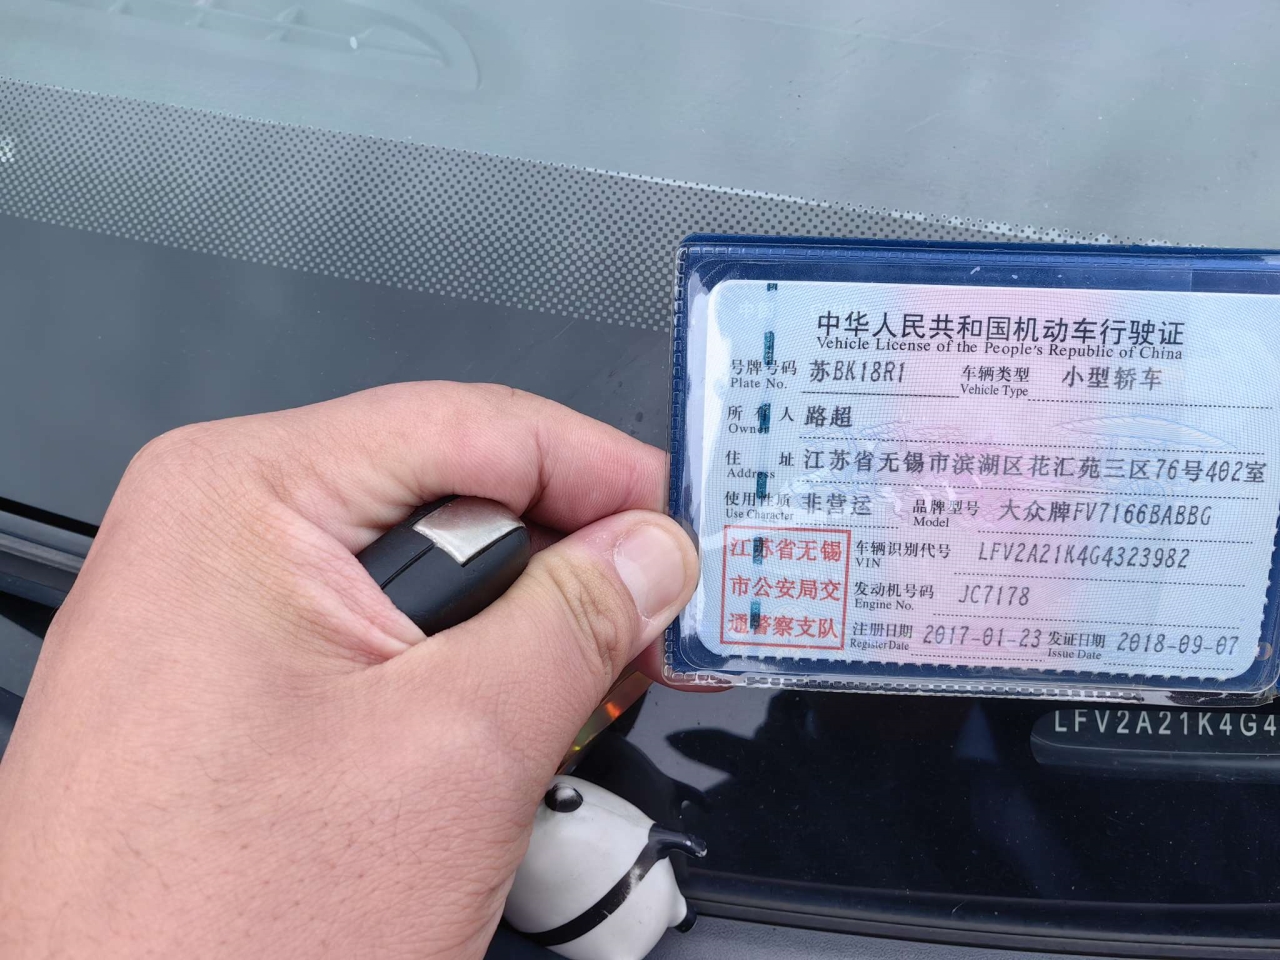 中华人民共和国机动车行驶证
Vehicle License of the People's Republic of China
号牌号码 苏BK18R1 车辆类型 小型轿车
Plate No. Vehicle Type
所有人 路超
Owner
住址 江苏省无锡市滨湖区花汇苑三区76号402室
Address
使用性质 非营运 品牌型号 大众牌FV7166BABBG
Use Character Model
江苏省无锡
市公安局交
通警察支队
车辆识别代号 LFV2A21K4G4323982
VIN
发动机号码 JC7178
Engine No.
注册日期 2017-01-23 发证日期 2018-09-07
Register Date Issue Date
LFV2A21K4G4